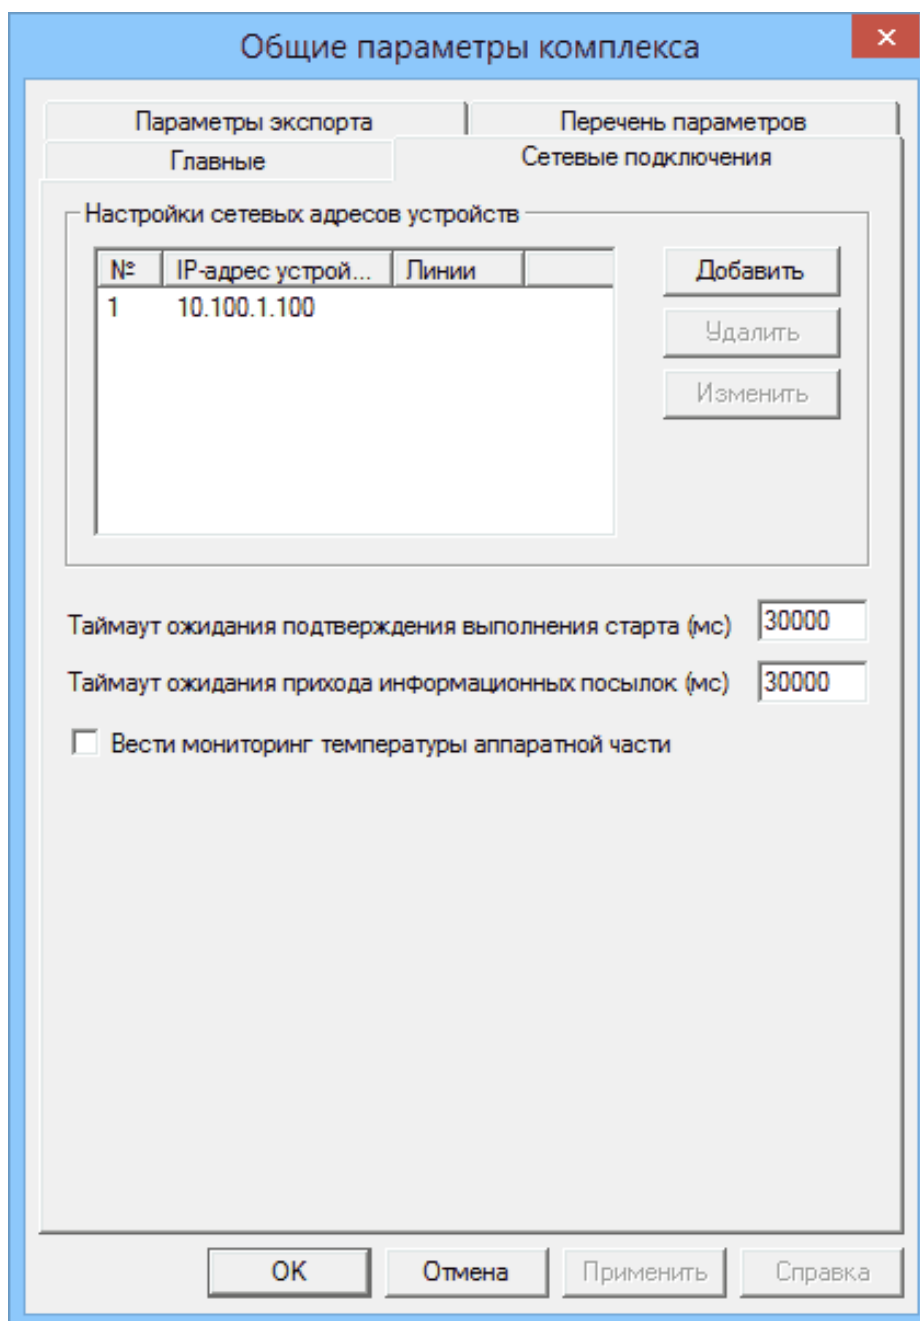 Общие параметры комплекса
Параметры экспорта Перечень параметров
Главные Сетевые подключения
Настройки сетевых адресов устройств
№ IP-адрес устрой... Линии
1 10.100.1.100
Добавить
Удалить
Изменить
Таймаут ожидания подтверждения выполнения старта (мс) 30000
Таймаут ожидания прихода информационных посылок (мс) 30000
Вести мониторинг температуры аппаратной части
OK Отмена Применить Справка